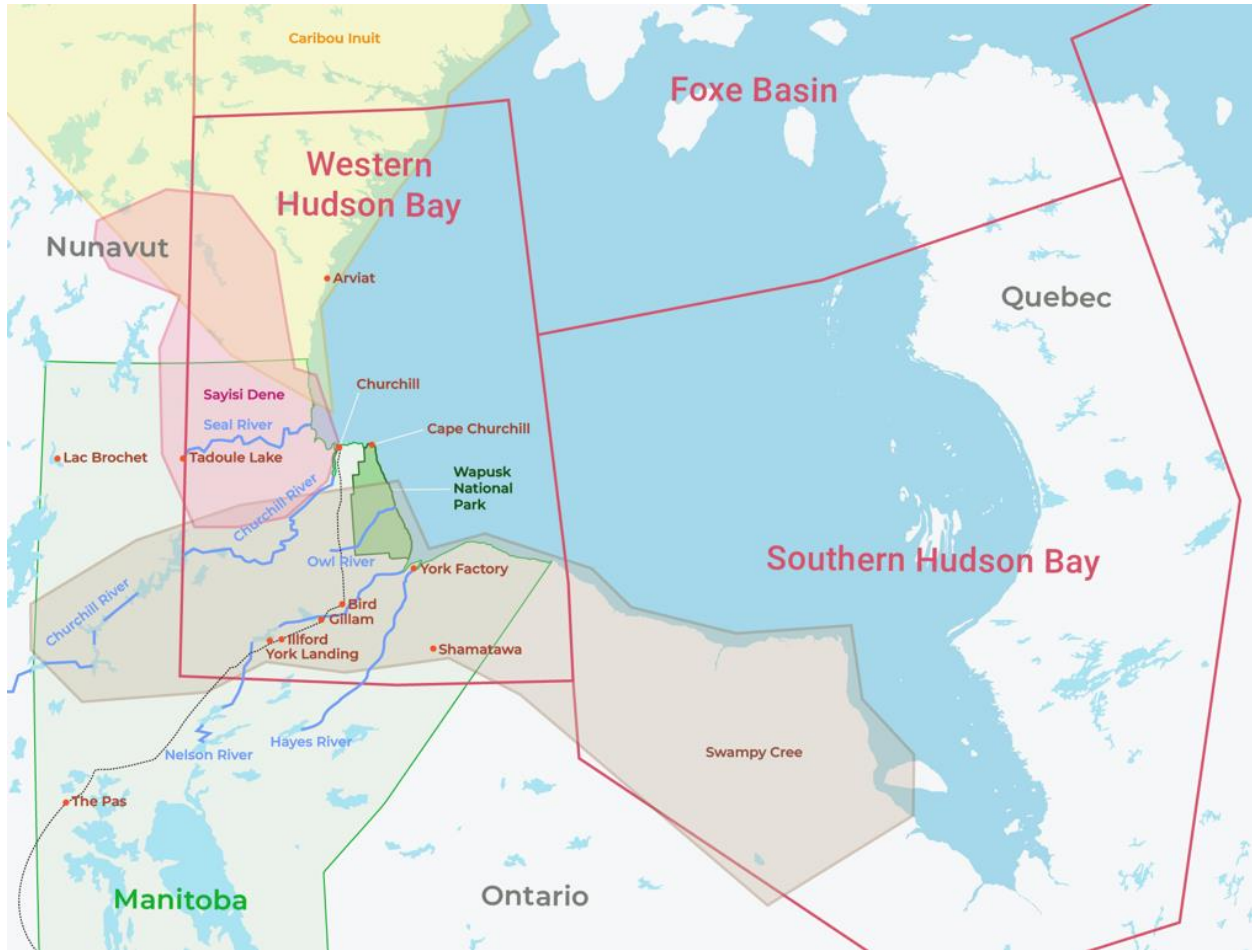 Caribou Inuit
Foxe Basin
Western
Hudson Bay
Nunavut
Arviat
Quebec
Sayisi Dene
Churchill
Seal River
Cape Churchill
Lac Brochet
Tadoule Lake
Wapusk
National
Park
Churchill River
Owl River
York Factory
Southern Hudson Bay
Churchill River
Bird
Gillam
Illford
York Landing
Shamatawa
Nelson River
Hayes River
Swampy Cree
The Pas
Manitoba
Ontario